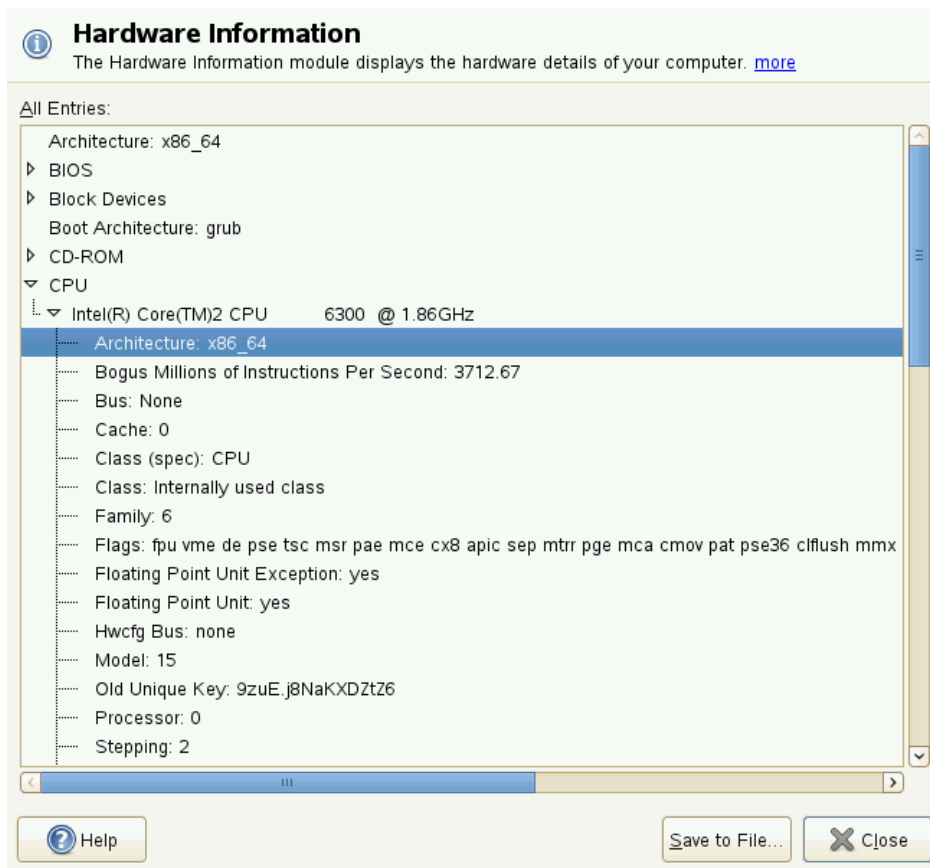 Hardware Information
The Hardware Information module displays the hardware details of your computer. more
All Entries:
Architecture: x86_64
BIOS
Block Devices
Boot Architecture: grub
CD-ROM
CPU
Intel(R) Core(TM)2 CPU 6300 @ 1.86GHz
Architecture: x86_64
Bogus Millions of Instructions Per Second: 3712.67
Bus: None
Cache: 0
Class (spec): CPU
Class: Internally used class
Family: 6
Flags: fpu vme de pse tsc msr pae mce cx8 apic sep mtrr pge mca cmov pat pse36 clflush mmx
Floating Point Unit Exception: yes
Floating Point Unit: yes
Hwcfg Bus: none
Model: 15
Old Unique Key: 9zuE.j8NaKXDZtZ6
Processor: 0
Stepping: 2
Help
Save to File...
Close